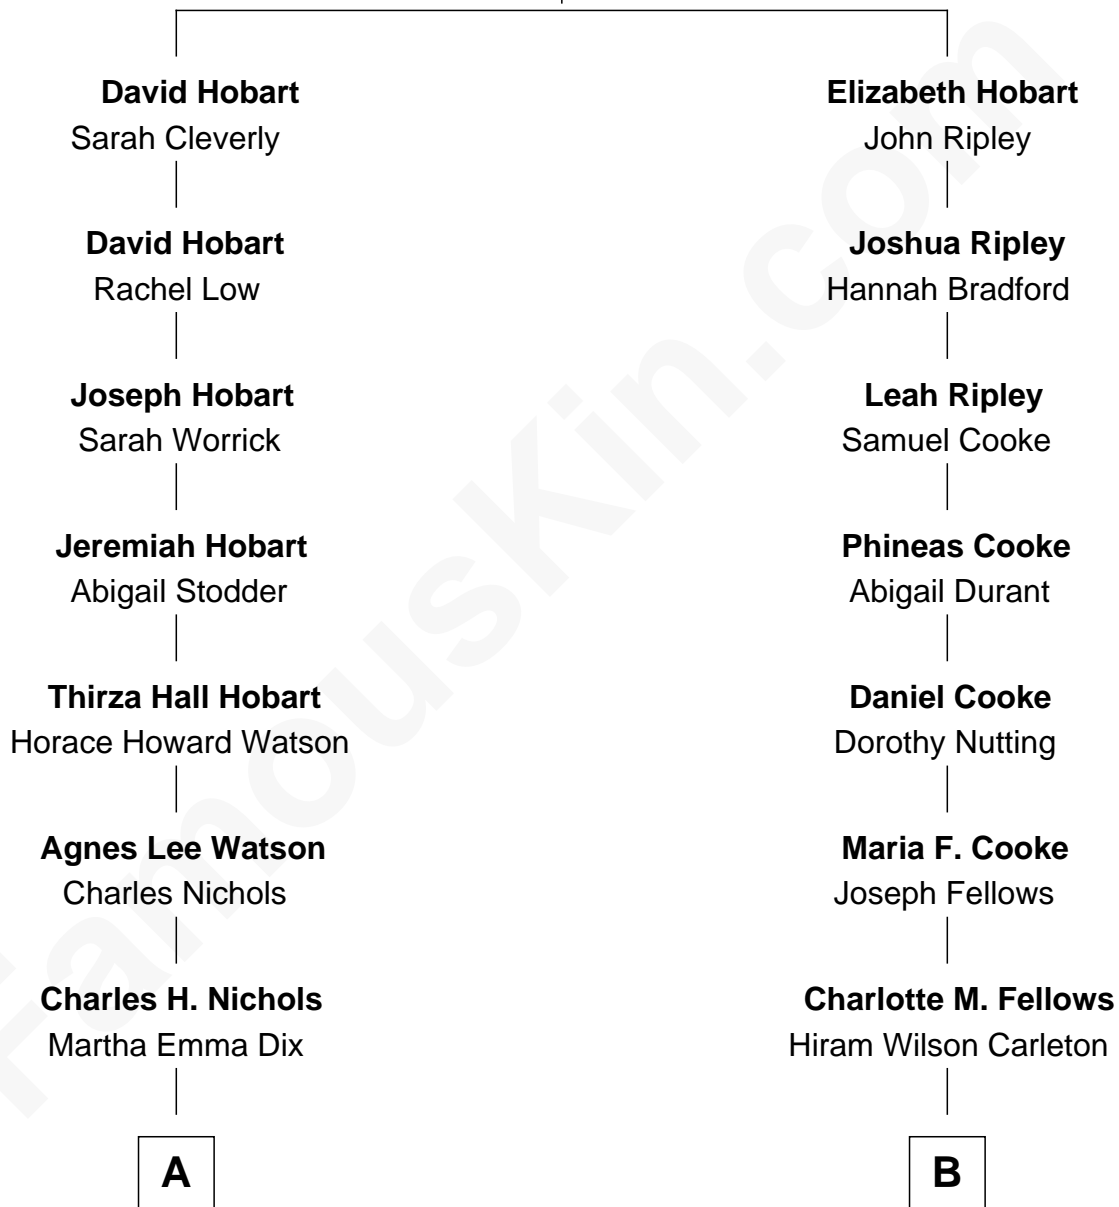 David Hobart
Sarah Cleverly
David Hobart
Rachel Low
Joseph Hobart
Sarah Worrick
Jeremiah Hobart
Abigail Stodder
Thirza Hall Hobart
Horace Howard Watson
Agnes Lee Watson
Charles Nichols
Charles H. Nichols
Martha Emma Dix
A
Elizabeth Hobart
John Ripley
Joshua Ripley
Hannah Bradford
Leah Ripley
Samuel Cooke
Phineas Cooke
Abigail Durant
Daniel Cooke
Dorothy Nutting
Maria F. Cooke
Joseph Fellows
Charlotte M. Fellows
Hiram Wilson Carleton
B
FamousKin.com